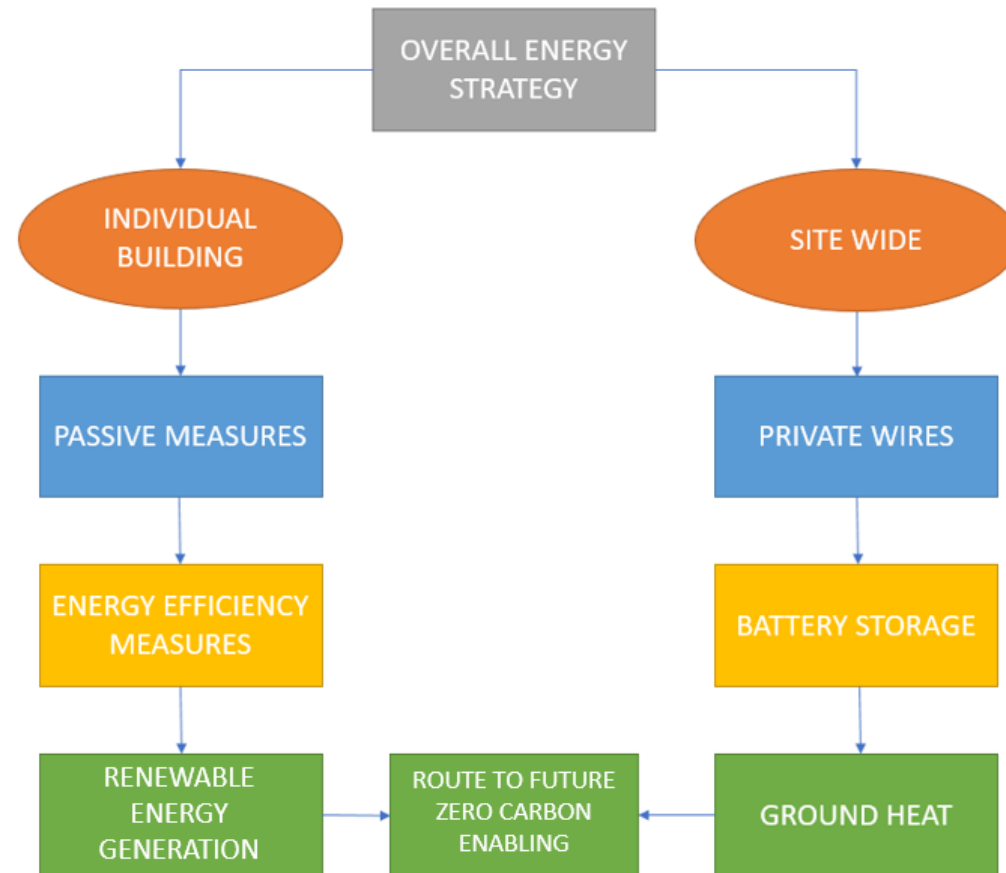 OVERALL ENERGY
STRATEGY
INDIVIDUAL
BUILDING
SITE WIDE
PASSIVE MEASURES
PRIVATE WIRES
ENERGY EFFICIENCY
MEASURES
BATTERY STORAGE
RENEWABLE
ENERGY
GENERATION
ROUTE TO FUTURE
ZERO CARBON
ENABLING
GROUND HEAT